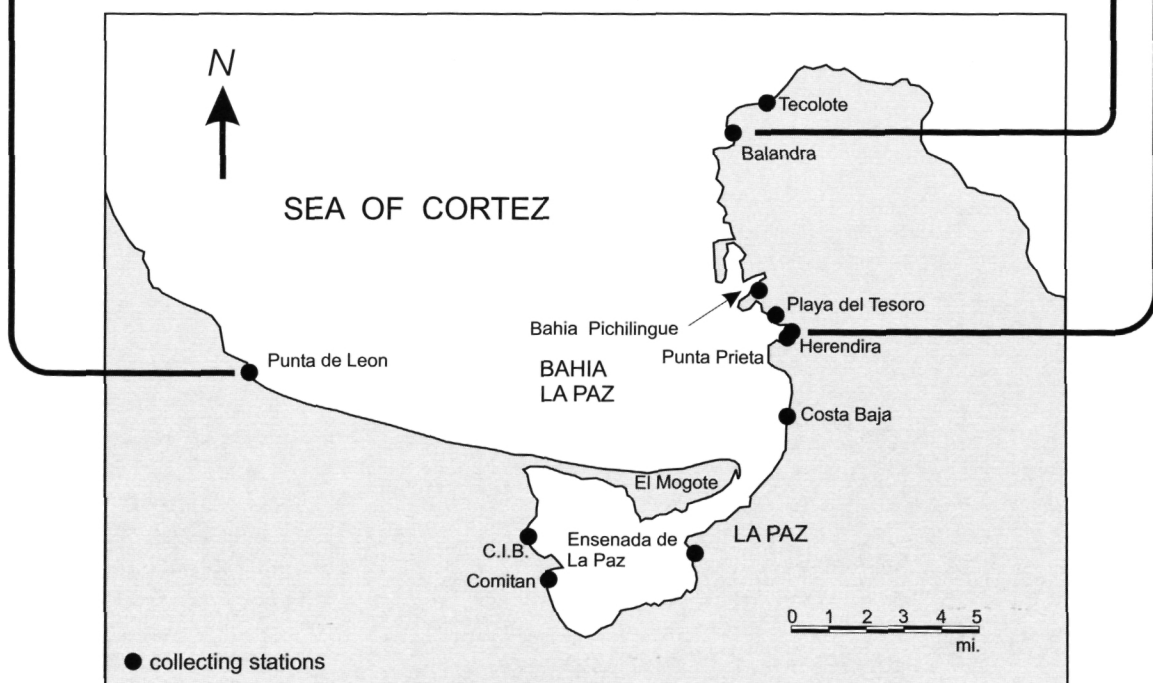 N
Tecolote
Balandra
SEA OF CORTEZ
Playa del Tesoro
Bahia Pichilingue
Herendira
Punta Prieta
Punta de Leon
BAHIA
LA PAZ
Costa Baja
El Mogote
LA PAZ
Ensenada de
La Paz
C.I.B.
Comitan
0 1 2 3 4 5
mi.
collecting stations